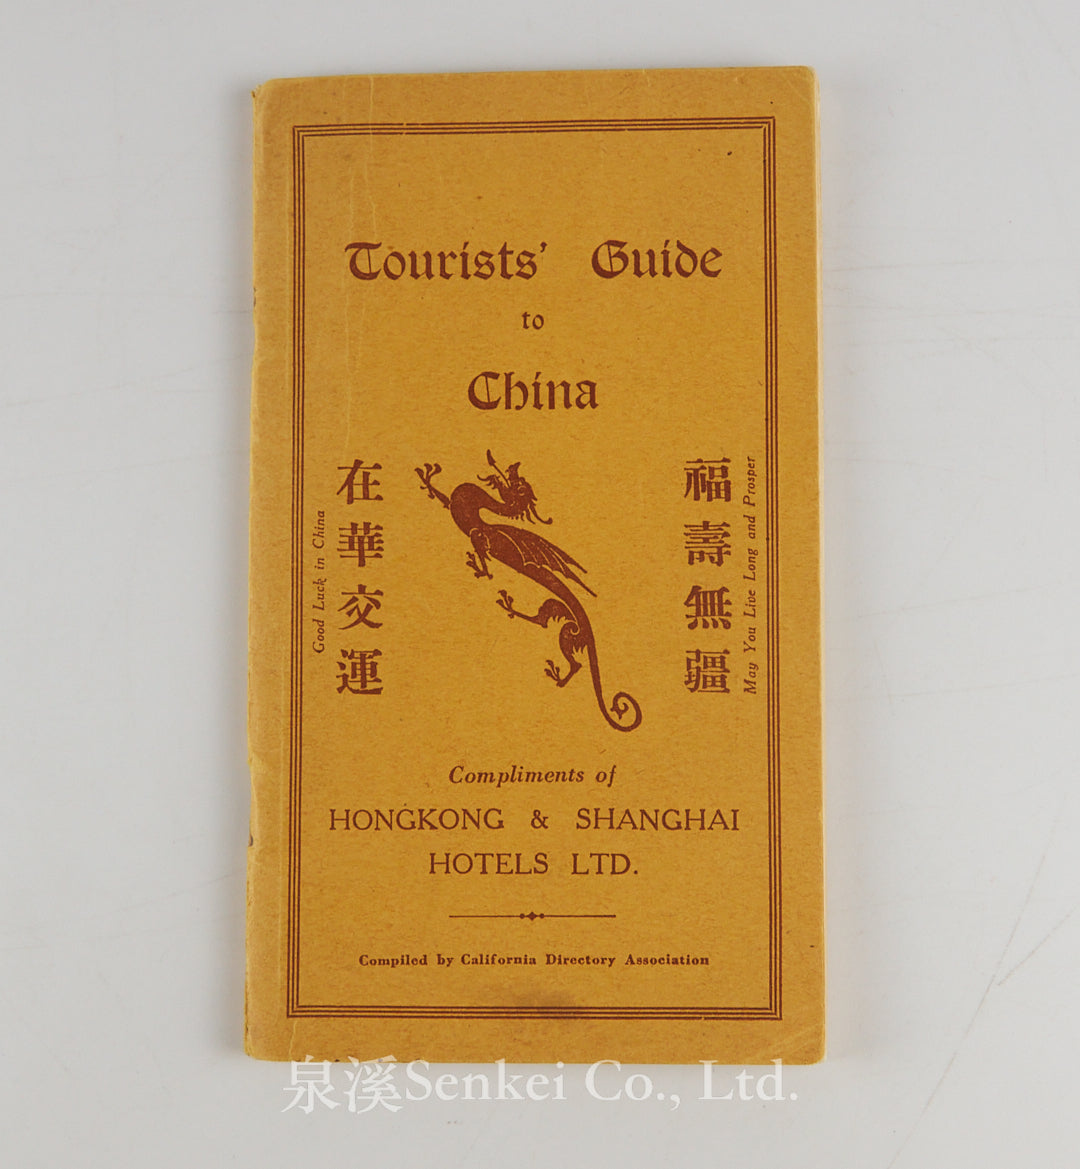 Tourists' Guide
to
China
Good Luck in China
在華交運
福壽無疆
May You Live Long and Prosper
Compliments of
HONGKONG & SHANGHAI
HOTELS LTD.
Compiled by California Directory Association
泉溪Senkei Co., Ltd.